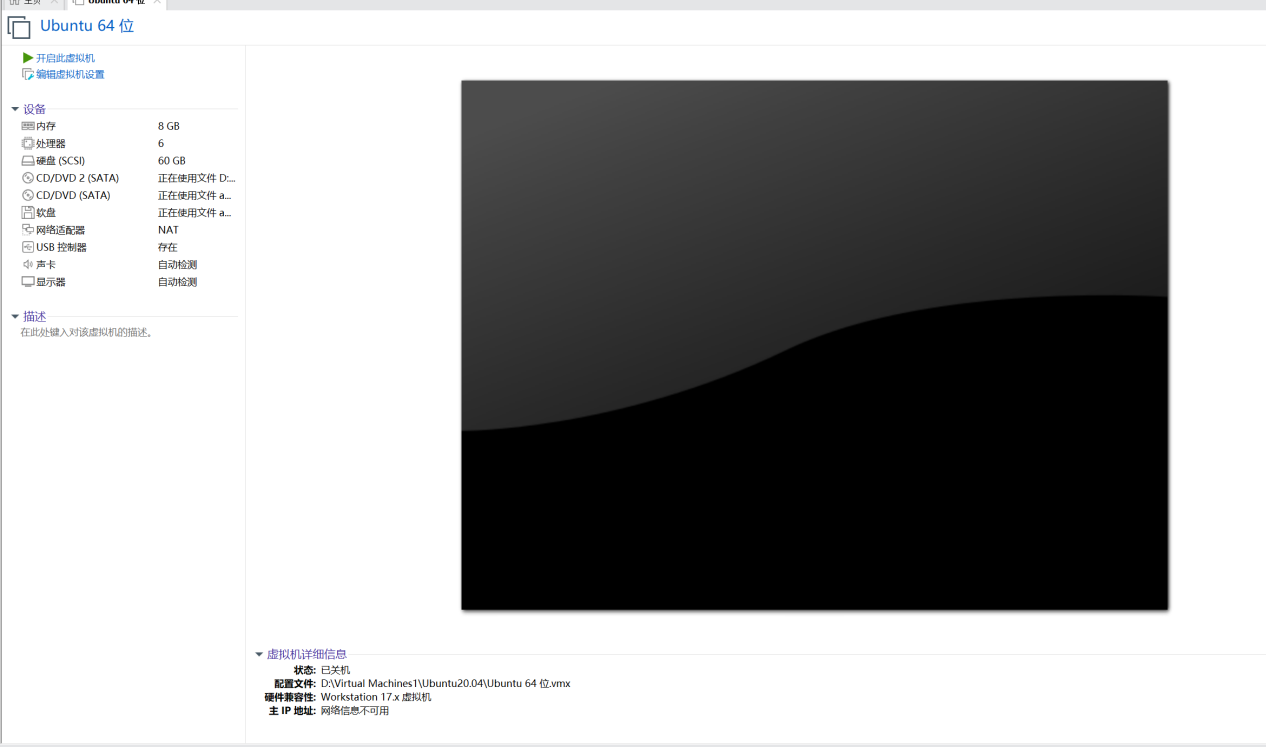 主页
Ubuntu 64 位
Ubuntu 64 位
开启此虚拟机
编辑虚拟机设置
设备
内存 8 GB
处理器 6
硬盘 (SCSI) 60 GB
CD/DVD 2 (SATA) 正在使用文件 D:...
CD/DVD (SATA) 正在使用文件 a...
软盘 正在使用文件 a...
网络适配器 NAT
USB 控制器 存在
声卡 自动检测
显示器 自动检测
描述
在此处键入对该虚拟机的描述。
虚拟机详细信息
状态: 已关机
配置文件: D:\Virtual Machines1\Ubuntu20.04\Ubuntu 64 位.vmx
硬件兼容性: Workstation 17.x 虚拟机
主 IP 地址: 网络信息不可用